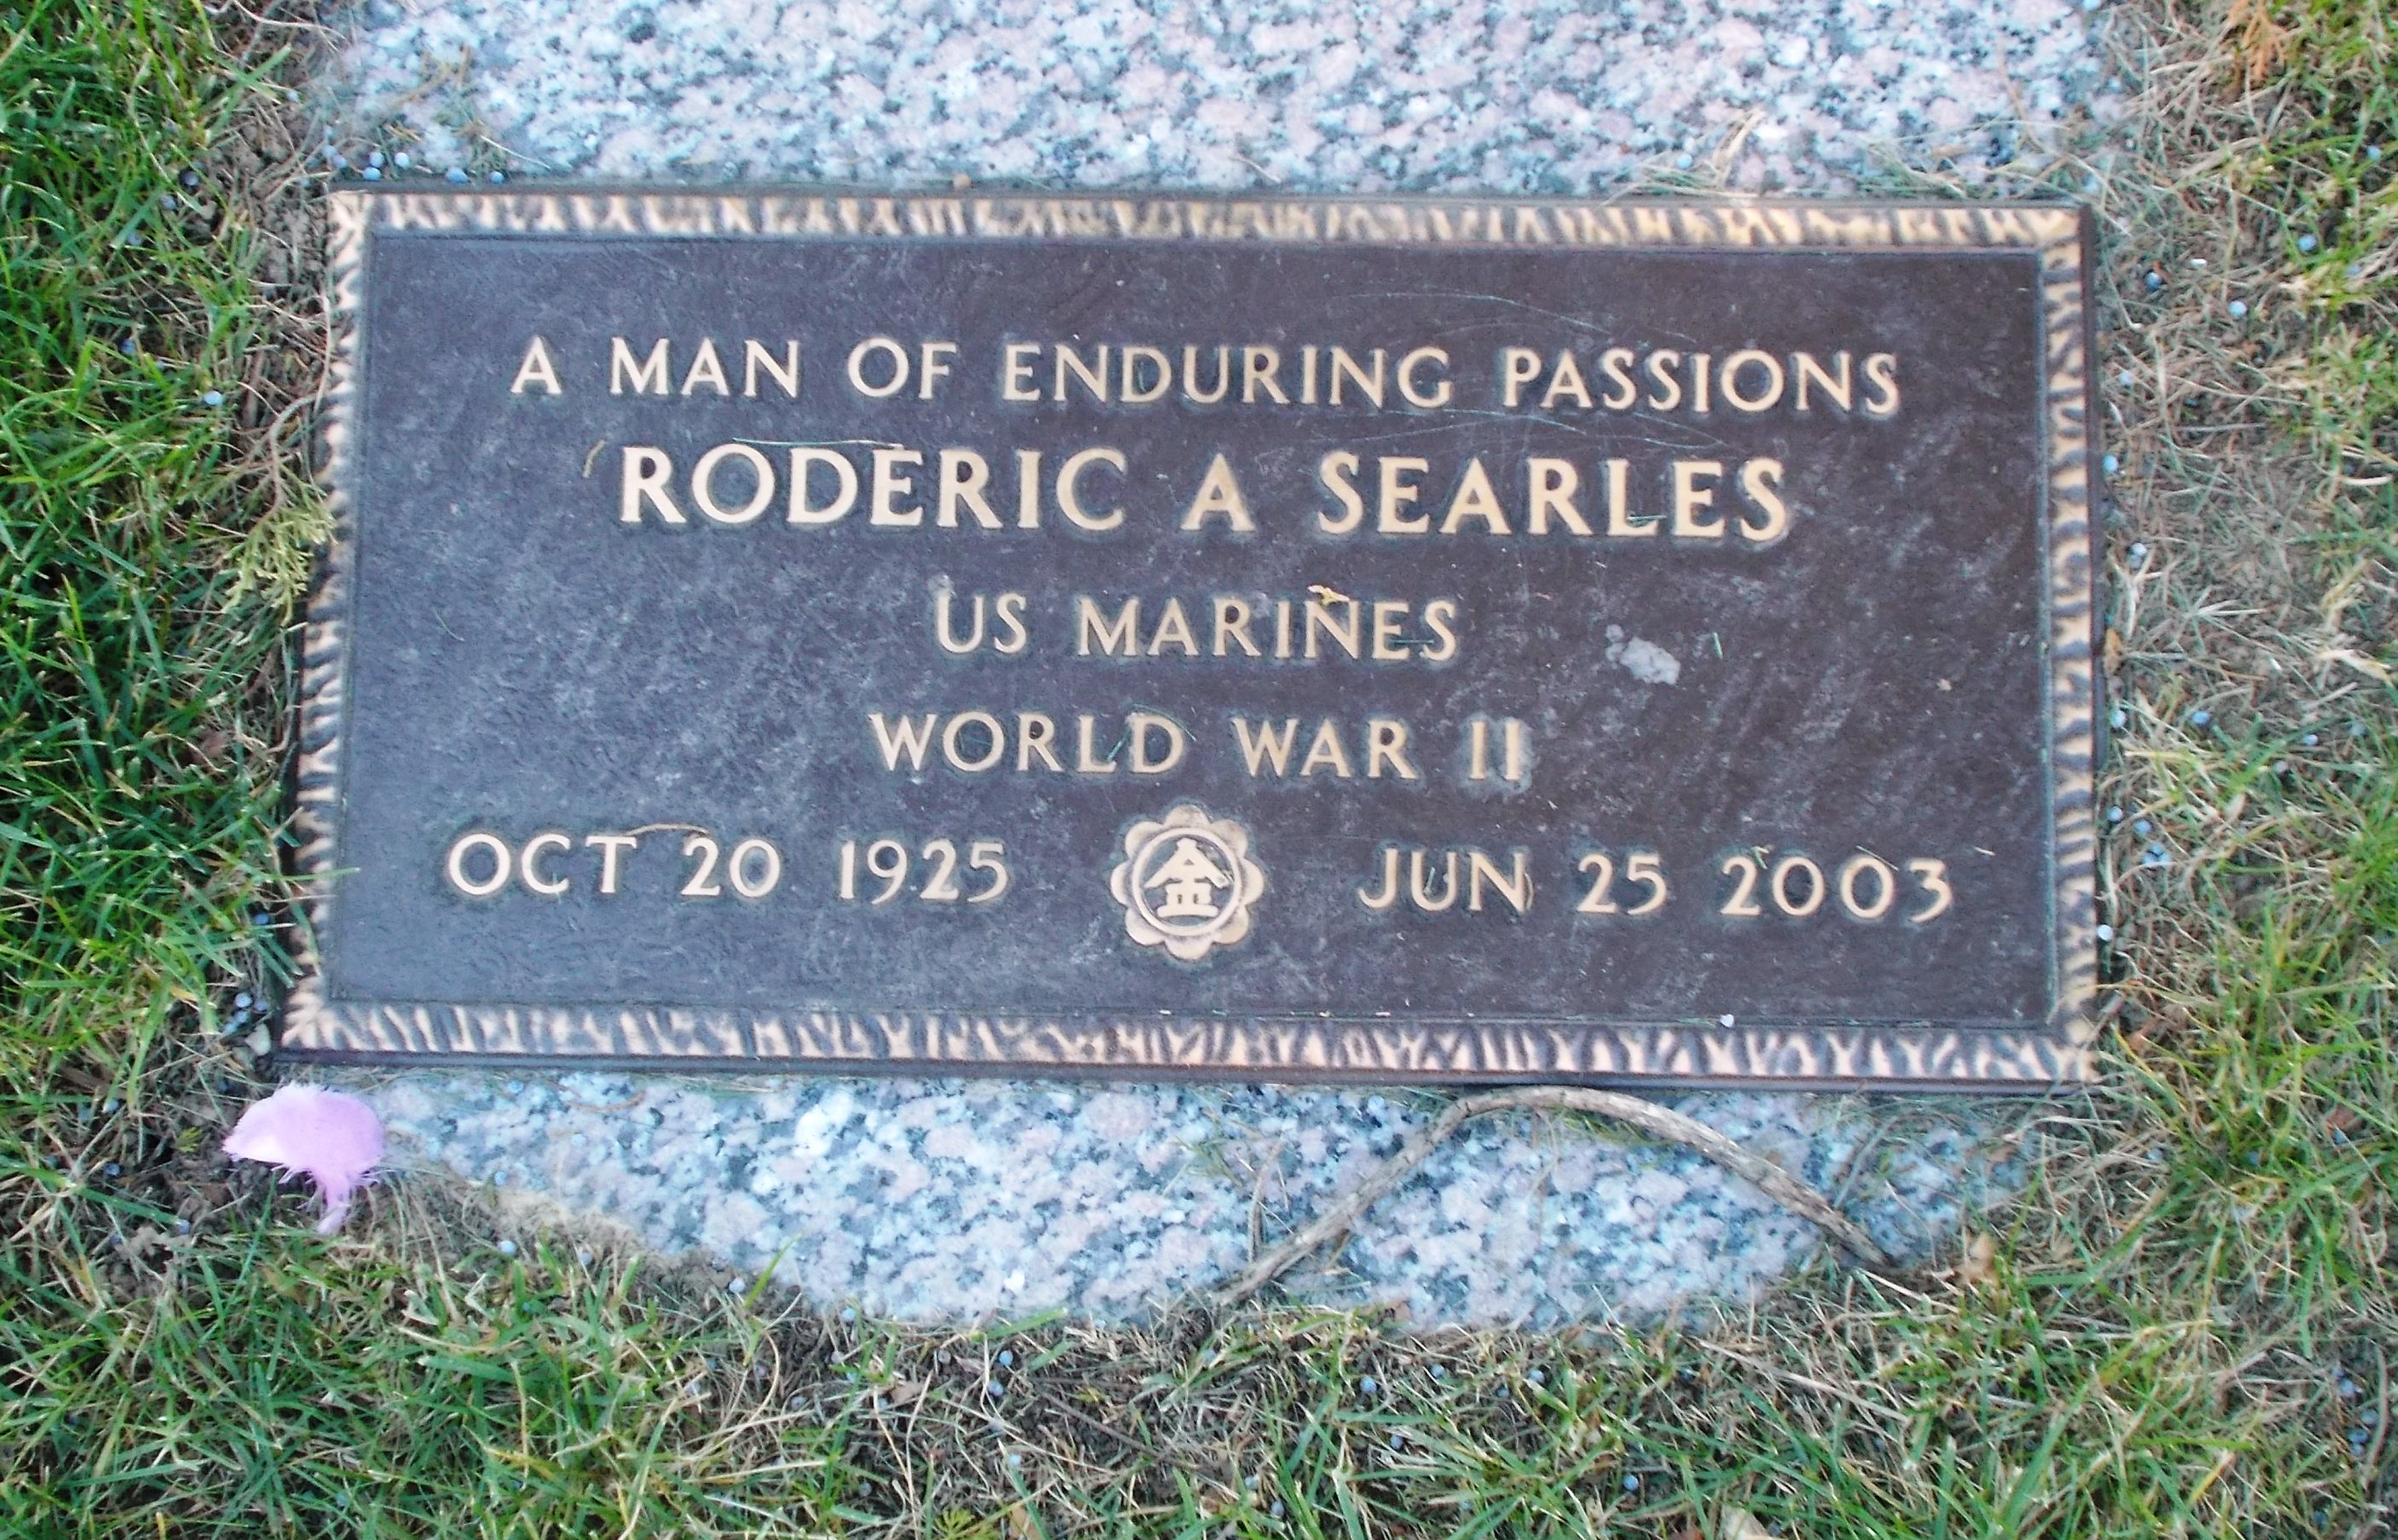 A MAN OF ENDURING PASSIONS
RODERIC A SEARLES
US MARINES
WORLD WAR II
OCT 20 1925 金 JUN 25 2003